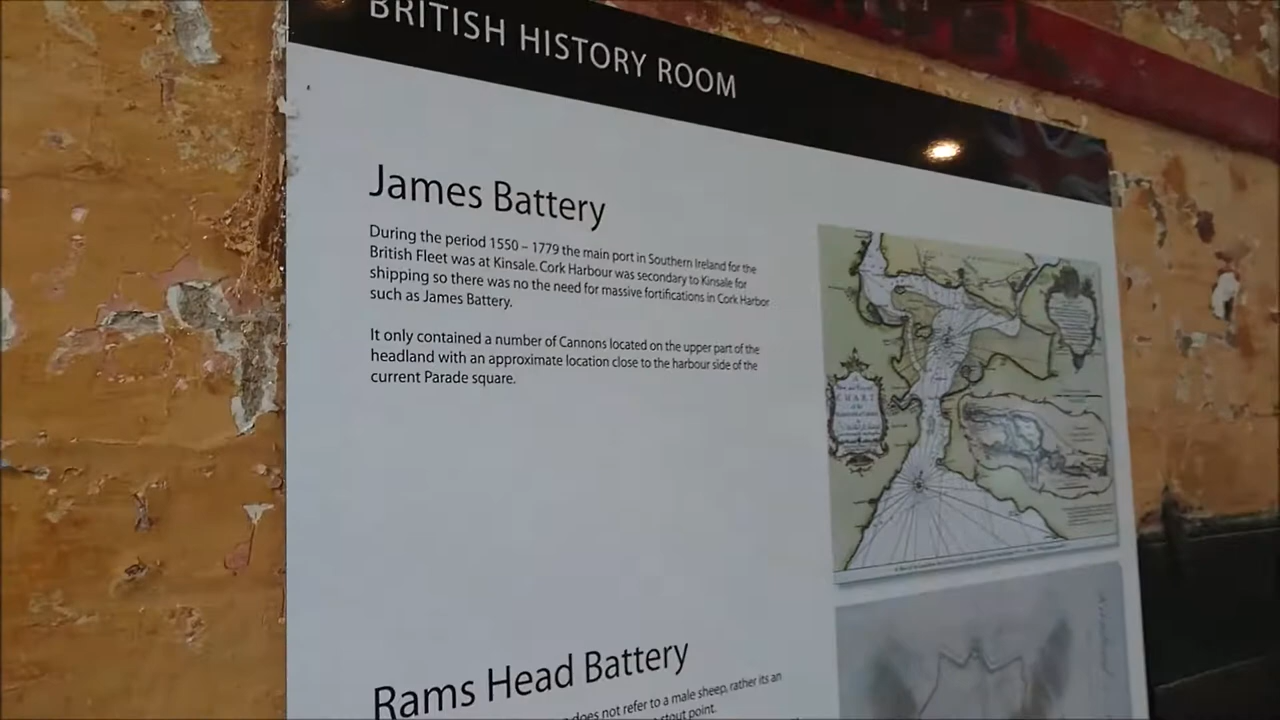 BRITISH HISTORY ROOM
James Battery
During the period 1550 – 1779 the main port in Southern Ireland for the
British Fleet was at Kinsale. Cork Harbour was secondary to Kinsale for
shipping so there was no the need for massive fortifications in Cork Harbor
such as James Battery.
It only contained a number of Cannons located on the upper part of the
headland with an approximate location close to the harbour side of the
current Parade square.
CHART
of the
Rams Head Battery
does not refer to a male sheep, rather its an
stout point.